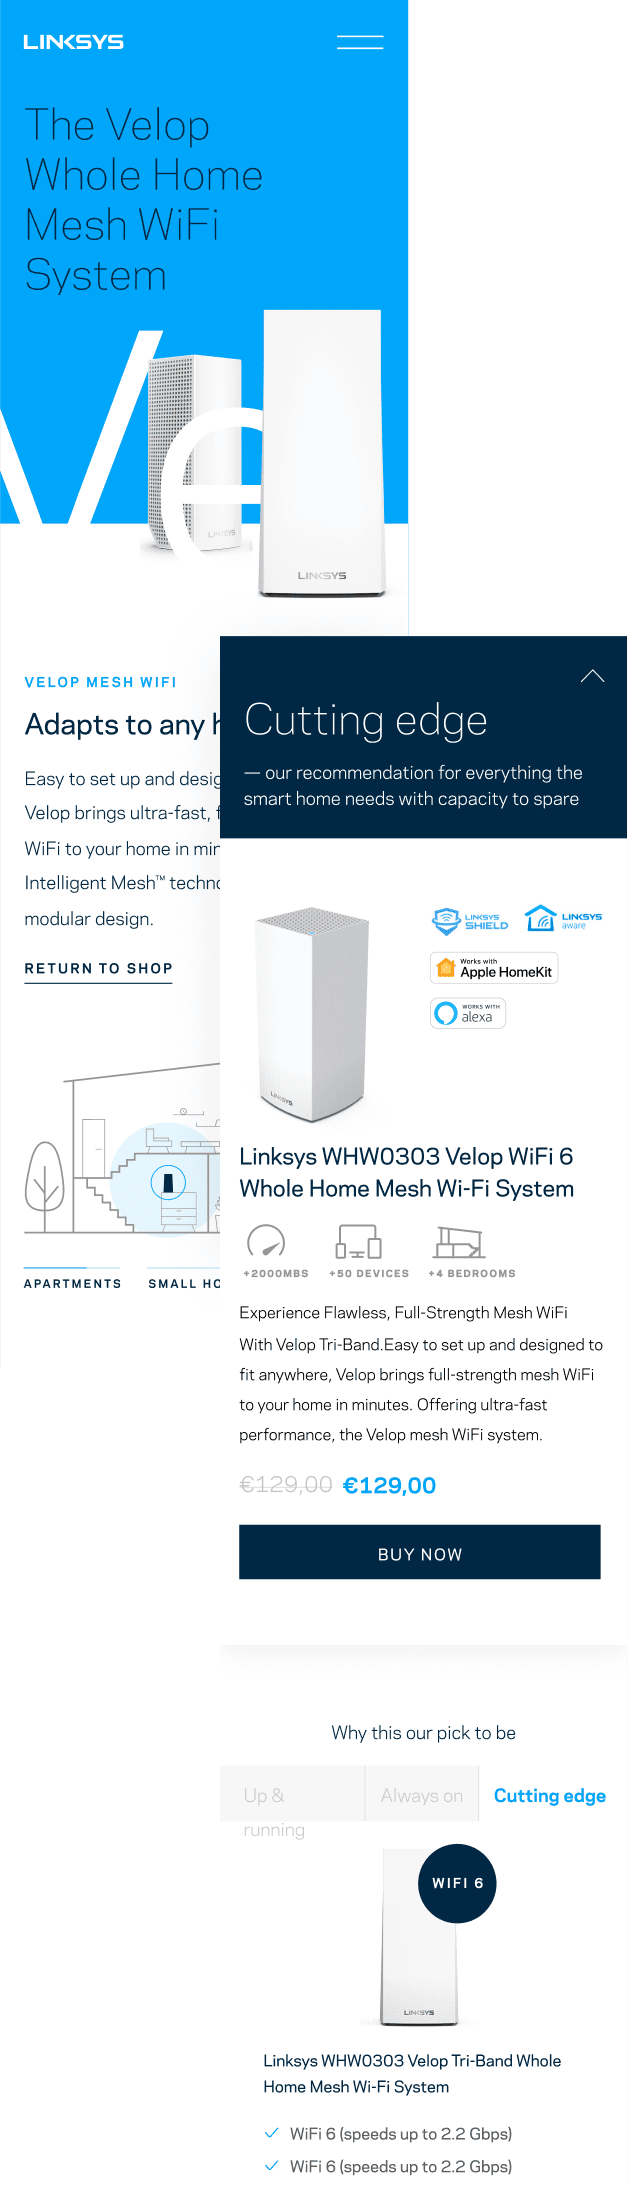 LINKSYS
The Velop
Whole Home
Mesh WiFi
System
Ve
LINKSYS
LINKSYS
VELOP MESH WIFI
Adapts to any h
Easy to set up and desig
Velop brings ultra-fast, f
WiFi to your home in min
Intelligent Mesh™ techno
modular design.
RETURN TO SHOP
APARTMENTS
SMALL HO
Cutting edge
— our recommendation for everything the
smart home needs with capacity to spare
LINKSYS
SHIELD
LINKSYS
aware
Works with
Apple HomeKit
WORKS WITH
alexa
LINKSYS
Linksys WHW0303 Velop WiFi 6
Whole Home Mesh Wi-Fi System
+2000MBS
+50 DEVICES
+4 BEDROOMS
Experience Flawless, Full-Strength Mesh WiFi
With Velop Tri-Band.Easy to set up and designed to
fit anywhere, Velop brings full-strength mesh WiFi
to your home in minutes. Offering ultra-fast
performance, the Velop mesh WiFi system.
€129,00 €129,00
BUY NOW
Why this our pick to be
Up &
running
Always on
Cutting edge
WIFI 6
LINKSYS
Linksys WHW0303 Velop Tri-Band Whole
Home Mesh Wi-Fi System
WiFi 6 (speeds up to 2.2 Gbps)
WiFi 6 (speeds up to 2.2 Gbps)